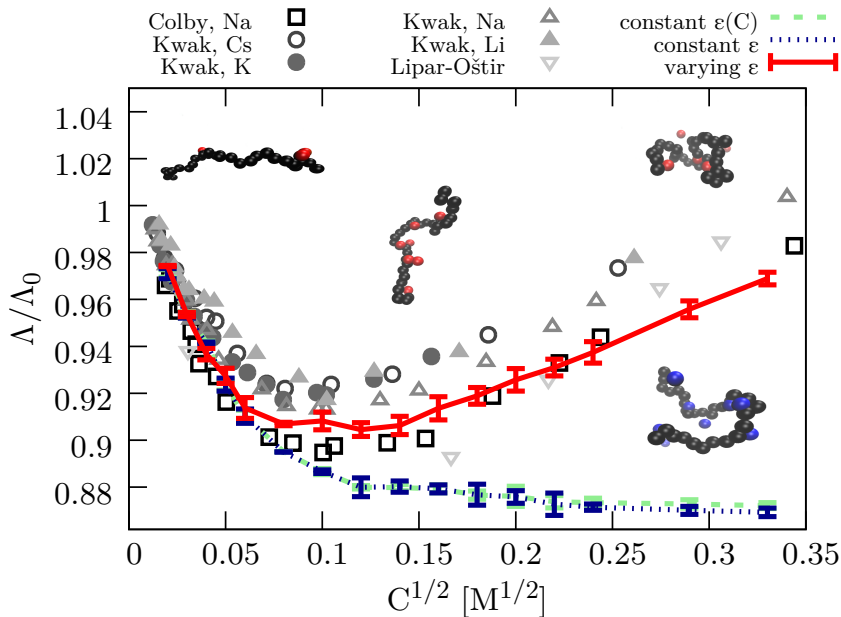 Colby, Na
Kwak, Cs
Kwak, K
Kwak, Na
Kwak, Li
Lipar-Oštir
constant ε(C)
constant ε
varying ε
1.04
1.02
1
0.98
0.96
0.94
0.92
0.9
0.88
Λ/Λ0
0
0.05
0.1
0.15
0.2
0.25
0.3
0.35
C^{1/2} [M^{1/2}]